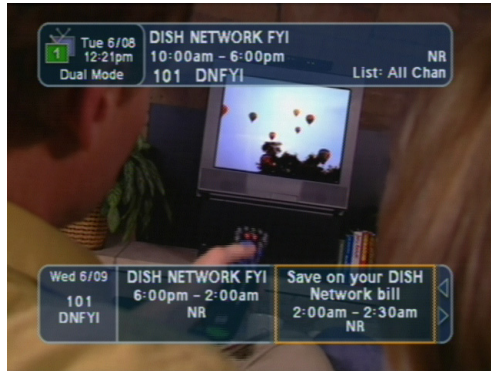 Tue 6/08
12:21pm
Dual Mode
1
DISH NETWORK FYI
10:00am - 6:00pm
NR
101 DNFYI
List: All Chan
Wed 6/09
101
DNFYI
DISH NETWORK FYI
6:00pm - 2:00am
NR
Save on your DISH
Network bill
2:00am - 2:30am
NR